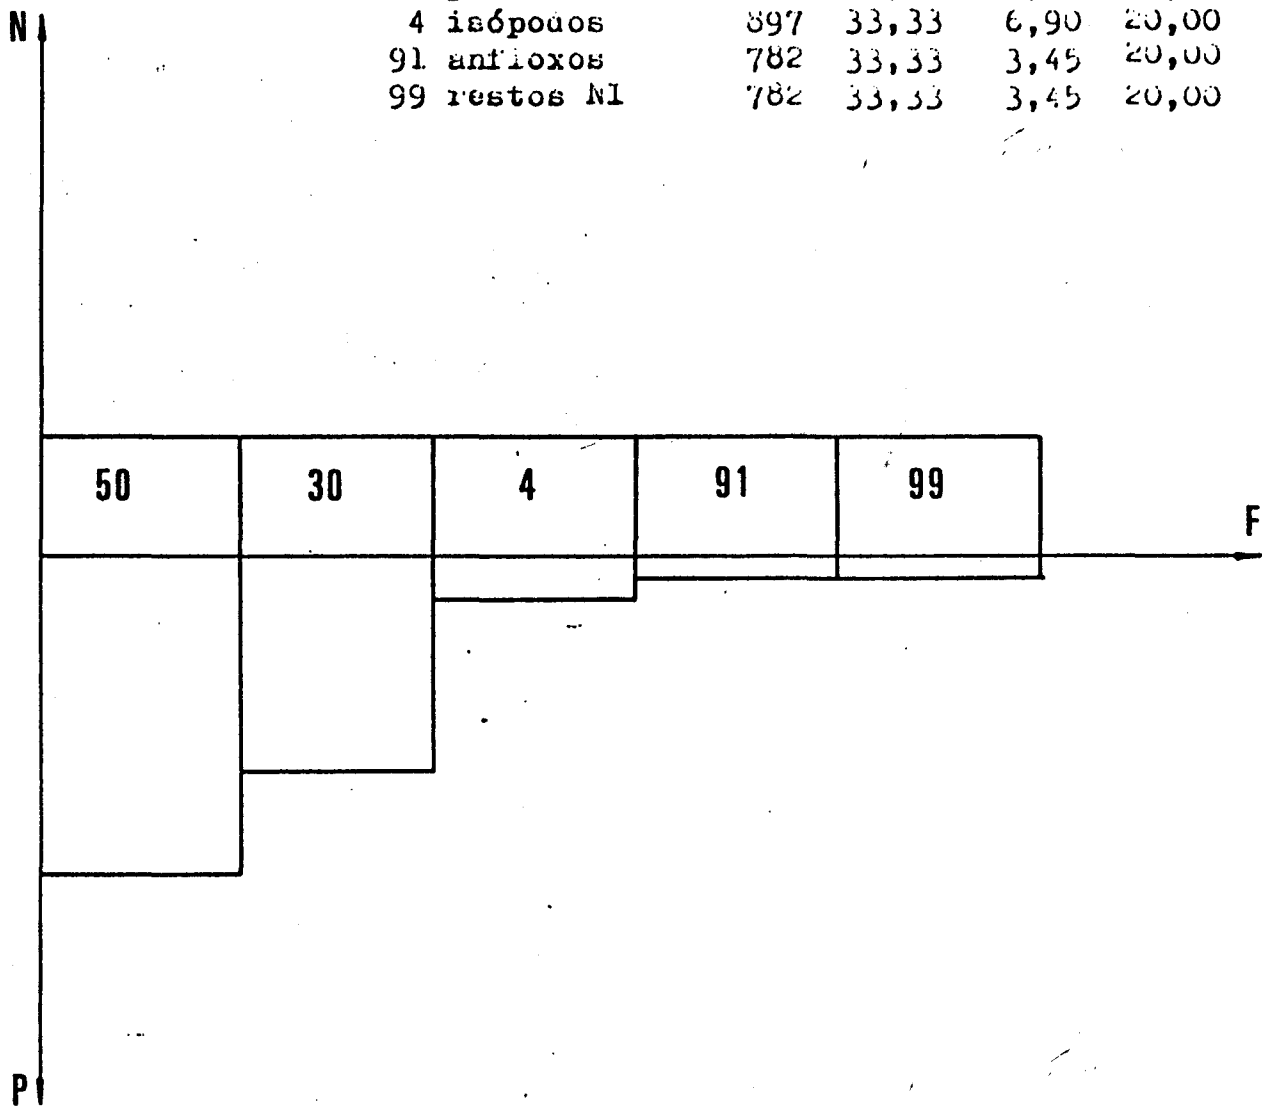 N
4 isópodos 897 33,33 6,90 20,00
91 anfioxos 782 33,33 3,45 20,00
99 restos NI 782 33,33 3,45 20,00
50 30 4 91 99
F
P